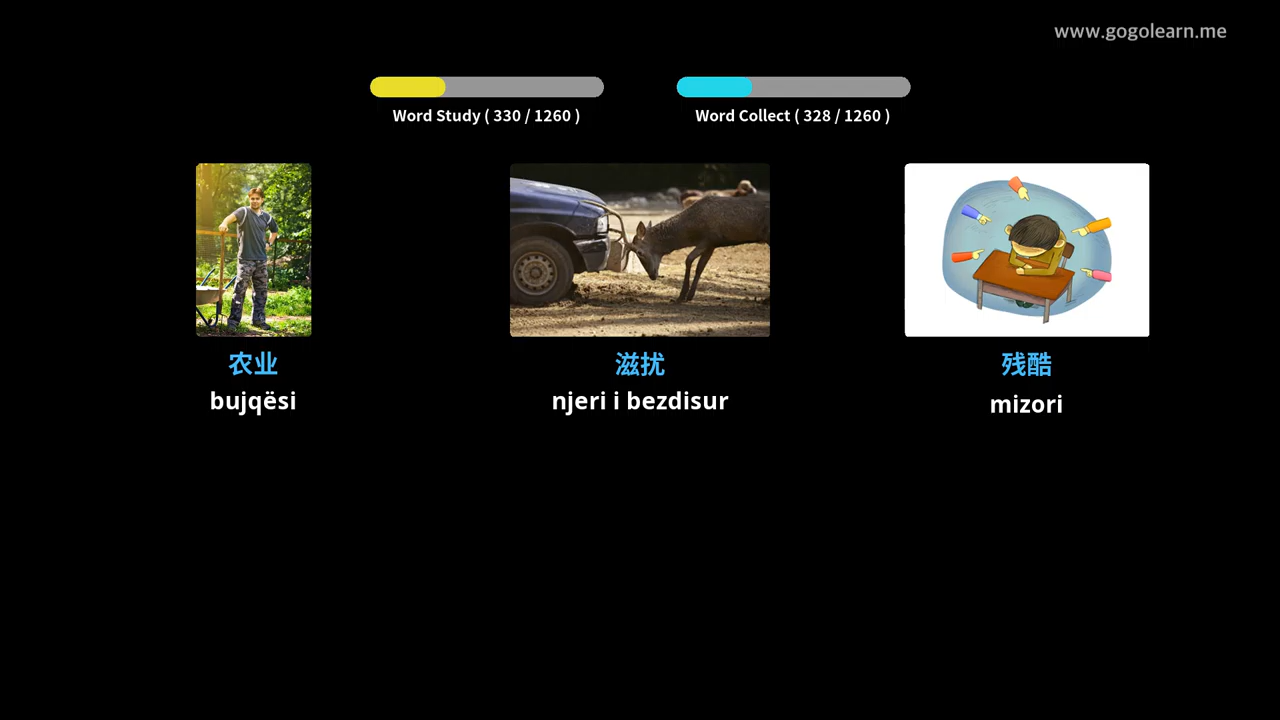 www.gogolearn.me
Word Study ( 330 / 1260 )
Word Collect ( 328 / 1260 )
农业
滋扰
残酷
bujqësi
njeri i bezdisur
mizori